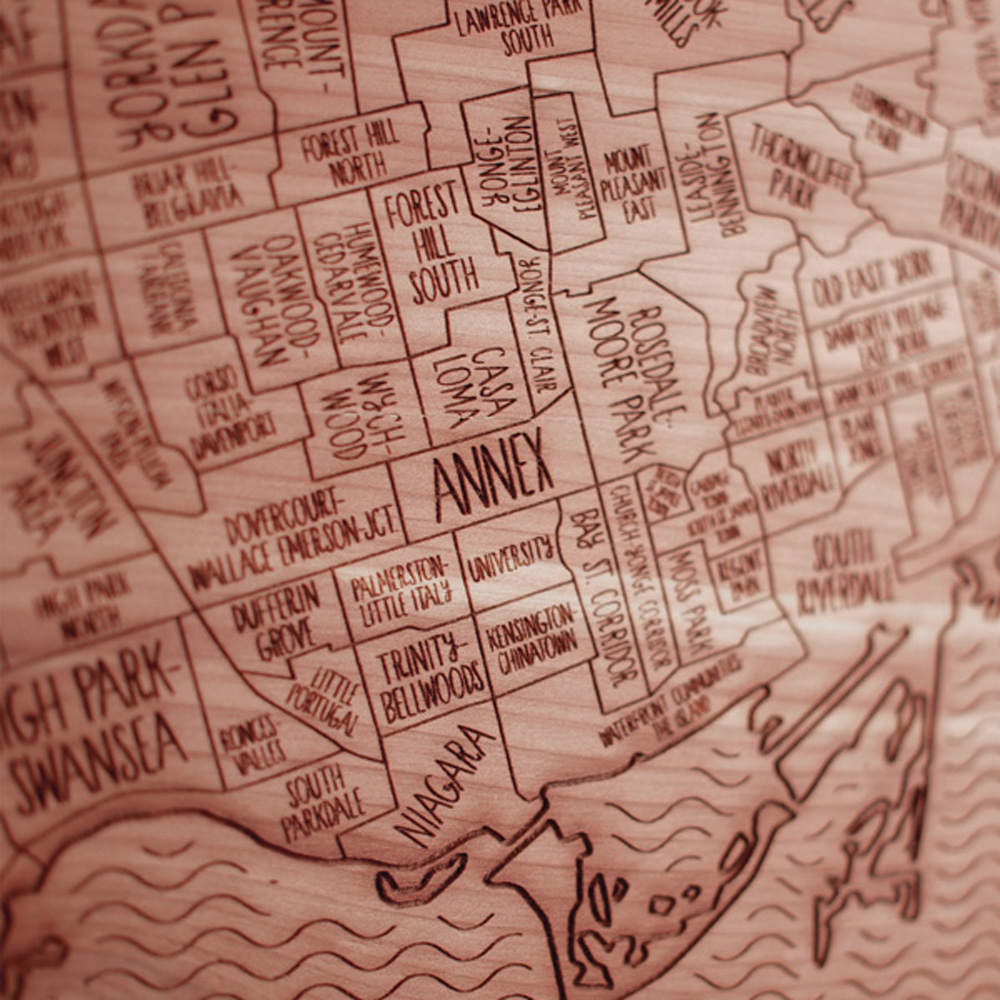 LAWRENCE PARK
SOUTH
FOREST HILL
NORTH
BRIAR HILL-
BELGRAVIA
YONGE-
EGLINTON
MOUNT
PLEASANT WEST
MOUNT
PLEASANT
EAST
LEASIDE-
BENNINGTON
THORNCLIFFE
PARK
FLEMINGTON
PARK
FOREST
HILL
SOUTH
HUMEWOOD-
CEDARVALE
OAKWOOD-
VAUGHAN
CALEDONIA
FAIRBANK
YONGE-ST. CLAIR
OLD EAST YORK
DANFORTH VILLAGE-
EAST YORK
ROSEDALE-
MOORE PARK
CASA
LOMA
WYCH-
WOOD
CORSO
ITALIA-
DAVENPORT
JUNCTION
AREA
ANNEX
NORTH
RIVERDALE
DOVERCOURT-
WALLACE EMERSON-JCT
BAY ST. CORRIDOR
CHURCH-YONGE CORRIDOR
MOSS PARK
REGENT
PARK
SOUTH
RIVERDALE
UNIVERSITY
PALMERSTON-
LITTLE ITALY
DUFFERIN
GROVE
HIGH PARK
NORTH
KENSINGTON-
CHINATOWN
TRINITY-
BELLWOODS
LITTLE
PORTUGAL
IGH PARK-
SWANSEA
RONCES-
VALLES
WATERFRONT COMMUNITIES-
THE ISLAND
NIAGARA
SOUTH
PARKDALE